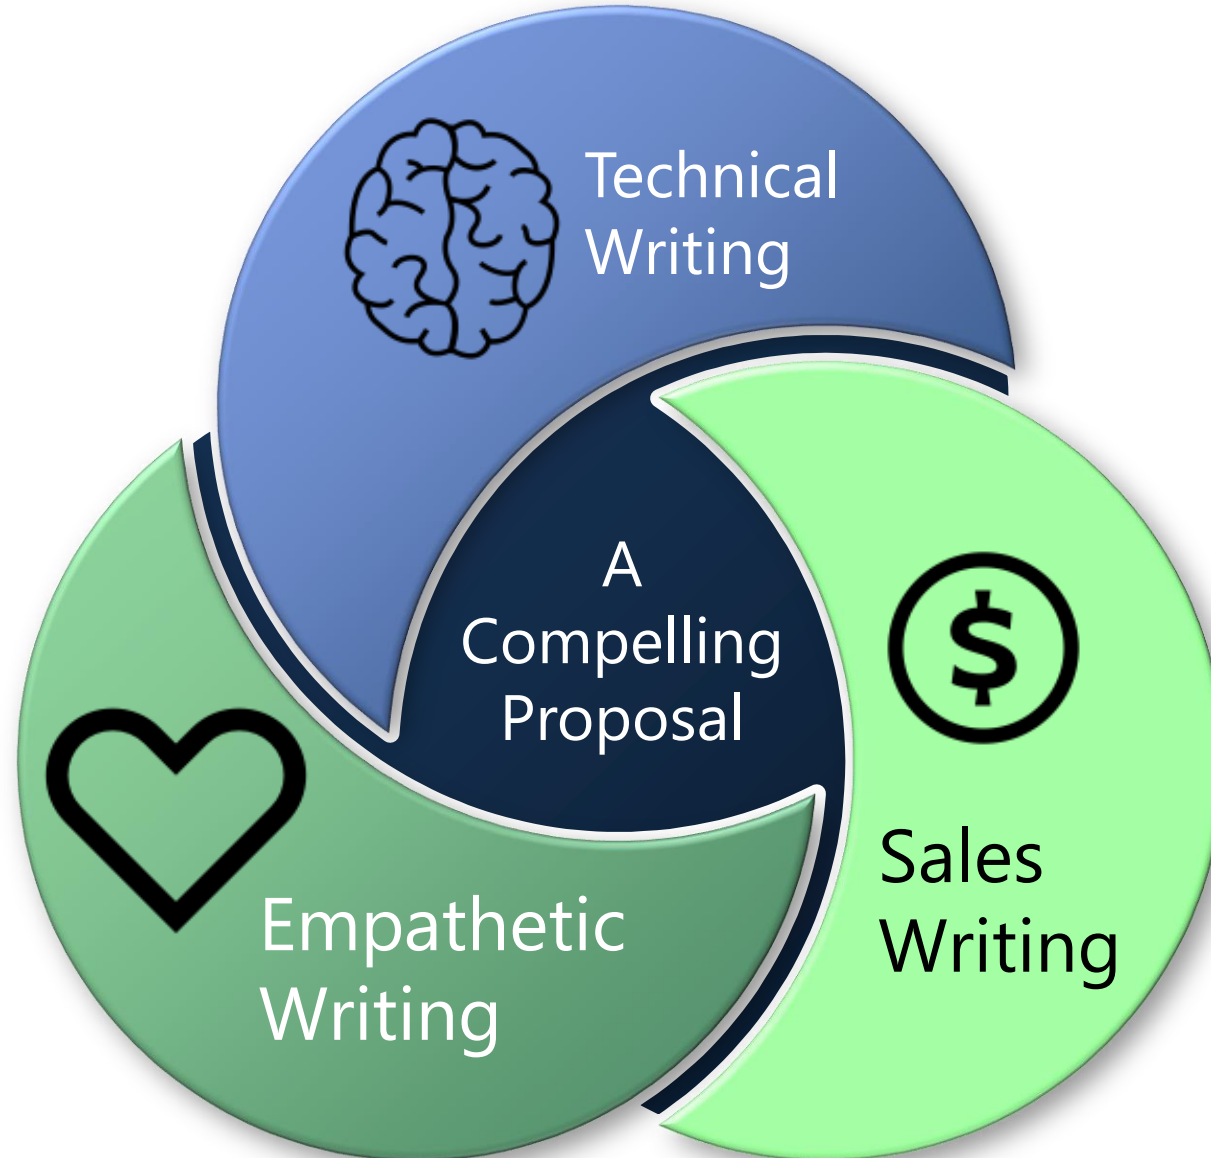 Technical
Writing
A
Compelling
Proposal
$
Sales
Writing
Empathetic
Writing